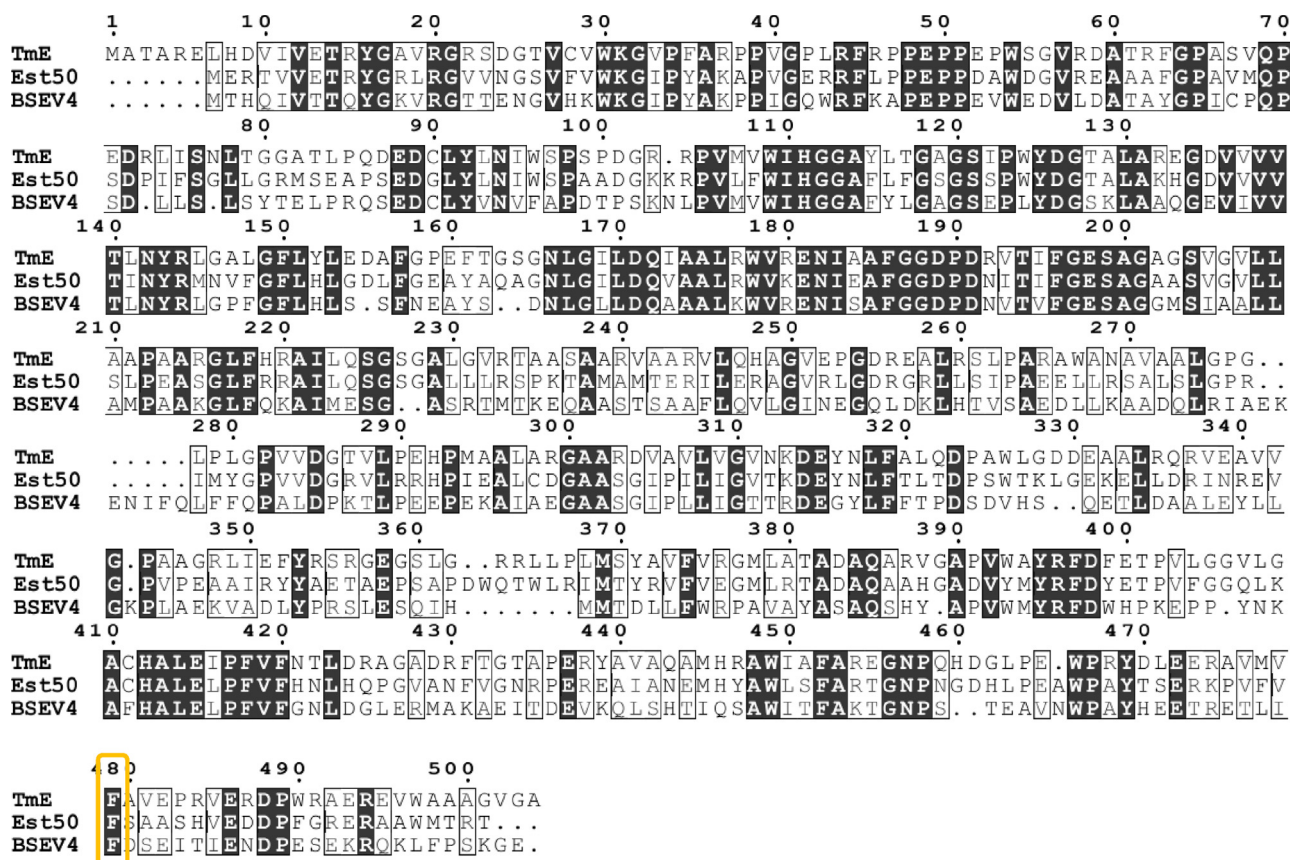 1 10 20 30 40 50 60 70
TmE MATARELHDVIVETRYGAVRGRSDGTVCVWKGVPFARPPVGPLRFRPPEPPEPWSGVRDATRFGPASVQP
Est50 ......MERTVVETRYGRLRGVVNGSVFVWKGIPYAKAPVGERRFLPPEPPDAWDGVREAAAFGPAVMQP
BSEV4 ......MTHQIVTTQYGKVRGTTENGVHKWKGIPYAKPPIGQWRFKAPEPPEVWEDVLDATAYGPICPQP
80 90 100 110 120 130
TmE EDRLISNLTGGATLPQDEDCLYLNIWSPSPDGR.RPVMVWIHGGAYLTGAGSIPWYDGTALAREGDVVVV
Est50 SDPIFSGLLGRMSEAPSEDGLYLNIWSPAADGKKRPVLFWIHGGAFLFGSGSSPWYDGTALAKHGDVVVV
BSEV4 SD.LLS.LSYTELPRQSEDCLYVNVFAPDTPSKNLPVMVWIHGGAFYLGAGSEPLYDGSKLAAQGEVIVV
140 150 160 170 180 190 200
TmE TLNYRLGALGFLYLEDAFGPEFTGSGNLGILDQIAALRWVRENIAAFGGDPDRVTIFGESAGAGSVGVLL
Est50 TINYRMNVFGFLHLGDLFGEAYAQAGNLGILDQVAALRWVKENIEAFGGDPDNVTIFGESAGAASVGVLL
BSEV4 TLNYRLGPFGFLHLS.SFNEAYS..DNLGLLDQAAALKWVRENISAFGGDPDNVTVFGESAGGMSIAALL
210 220 230 240 250 260 270
TmE AAPAARGLFHRAILQSGSGALGVRTAASAARVAARVLQHAGVEPGDREALRSLPARAWANAVAALGPG..
Est50 SLPEASGLFRRAILQSGSGALLLRSPKTAMAMTERILERAGVRLGDRGRLLSIPAEELLRSALSLGPR..
BSEV4 AMPAAKGLFQKAIMESG..ASRTMTKEQAASTSAAFLQVLGINEGQLDKLHTVSAEDLLKAADQLRIAEK
280 290 300 310 320 330 340
TmE .....LPLGPVVDGTVLPEHPMAALARGAARDVAVLVGVNKDEYNLFALQDPAWLGDDEAALRQRVEAVV
Est50 .....IMYGPVVDGRVLRRHPIEALCDGAASGIPILIGVTKDEYNLFTLTDPSWTKLGEKELLDRINREV
BSEV4 ENIFQLFFQPALDPKTLPEEPEKAIAEGAASGIPLLIGTTRDEGYLFFTPDSDVHS.QETLDAALEYLL
350 360 370 380 390 400
TmE G.PAAGRLIEFYRSRGEGSLG..RRLLPLMSYAVFVRGMLATADAQARVGAPVWAYRFDFETPVLGGVLG
Est50 G.PVPEAAIRYYAETAEPSAPDWQTWLRLMTYRVFVEGMLRTADAQAAHGADVYMYRFDYETPVFGGQLK
BSEV4 GKPLAEKVADLYPRSLESQIH.......MMTDLLFWRPAVAYASAQSHY.APVWMYRFDWHPKEPP.YNK
410 420 430 440 450 460 470
TmE ACHALEIPFVFNTLDRAGADRFTGTAPERYAVAQAMHRAWIAFAREGNPQHDGLPE.WPRYDLEERAVMV
Est50 ACHALELPFVFHNLHQPGVANFVGNRPEREAIANEMHYAWLSFARTGNPNGDHLPEAWPAYTSERKPVFV
BSEV4 AFHALELPFVFGNLDGLERMAKAEITDEVKQLSHTIQSAWITFAKTGNPS..TEAVNWPAYHEETRETLI
480 490 500
TmE FAVEPRVERDPWRAEREVWAAAGVGA
Est50 FSAASHVEDDPFGRERAAWMTRT...
BSEV4 FDSEITIENDPESEKRQKLFPSKGE.